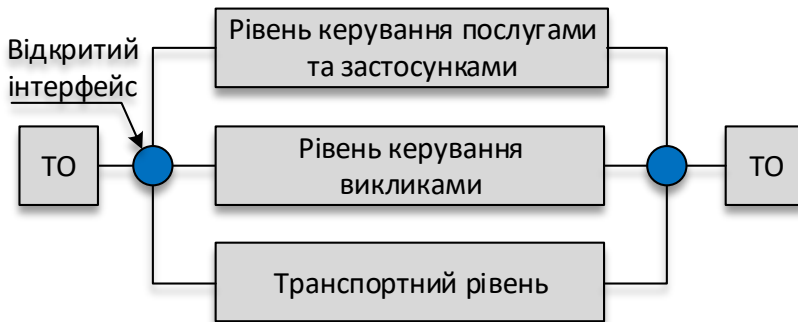 Рівень керування послугами
та застосунками
Відкритий
інтерфейс
ТО
Рівень керування
викликами
ТО
Транспортний рівень